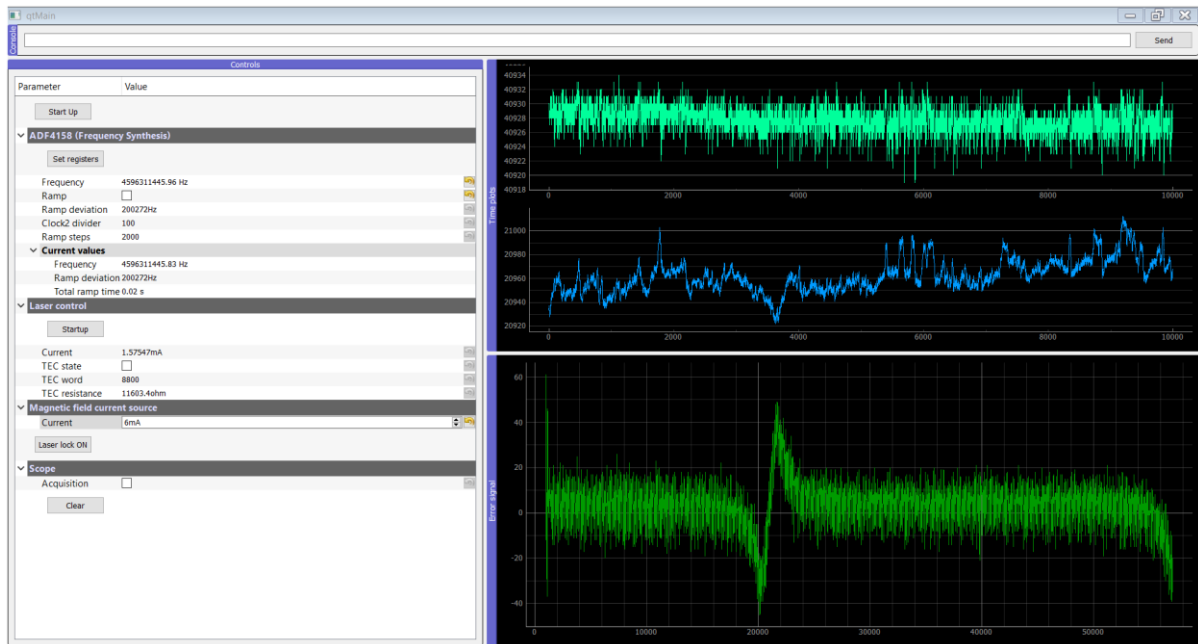 qtMain
Console
Send
Controls
Parameter Value
Start Up
ADF4158 (Frequency Synthesis)
Set registers
Frequency 4596311445.96 Hz
Ramp
Ramp deviation 200272Hz
Clock2 divider 100
Ramp steps 2000
Current values
Frequency 4596311445.83 Hz
Ramp deviation 200272Hz
Total ramp time 0.02 s
Laser control
Startup
Current 1.57547mA
TEC state
TEC word 8800
TEC resistance 11603.4ohm
Magnetic field current source
Current 6mA
Laser lock ON
Scope
Acquisition
Clear
Time plots
40934
40932
40930
40928
40926
40924
40922
40920
40918
0 2000 4000 6000 8000 10000
21000
20980
20960
20940
20920
0 2000 4000 6000 8000 10000
Error signal
60
40
20
0
-20
-40
0 10000 20000 30000 40000 50000